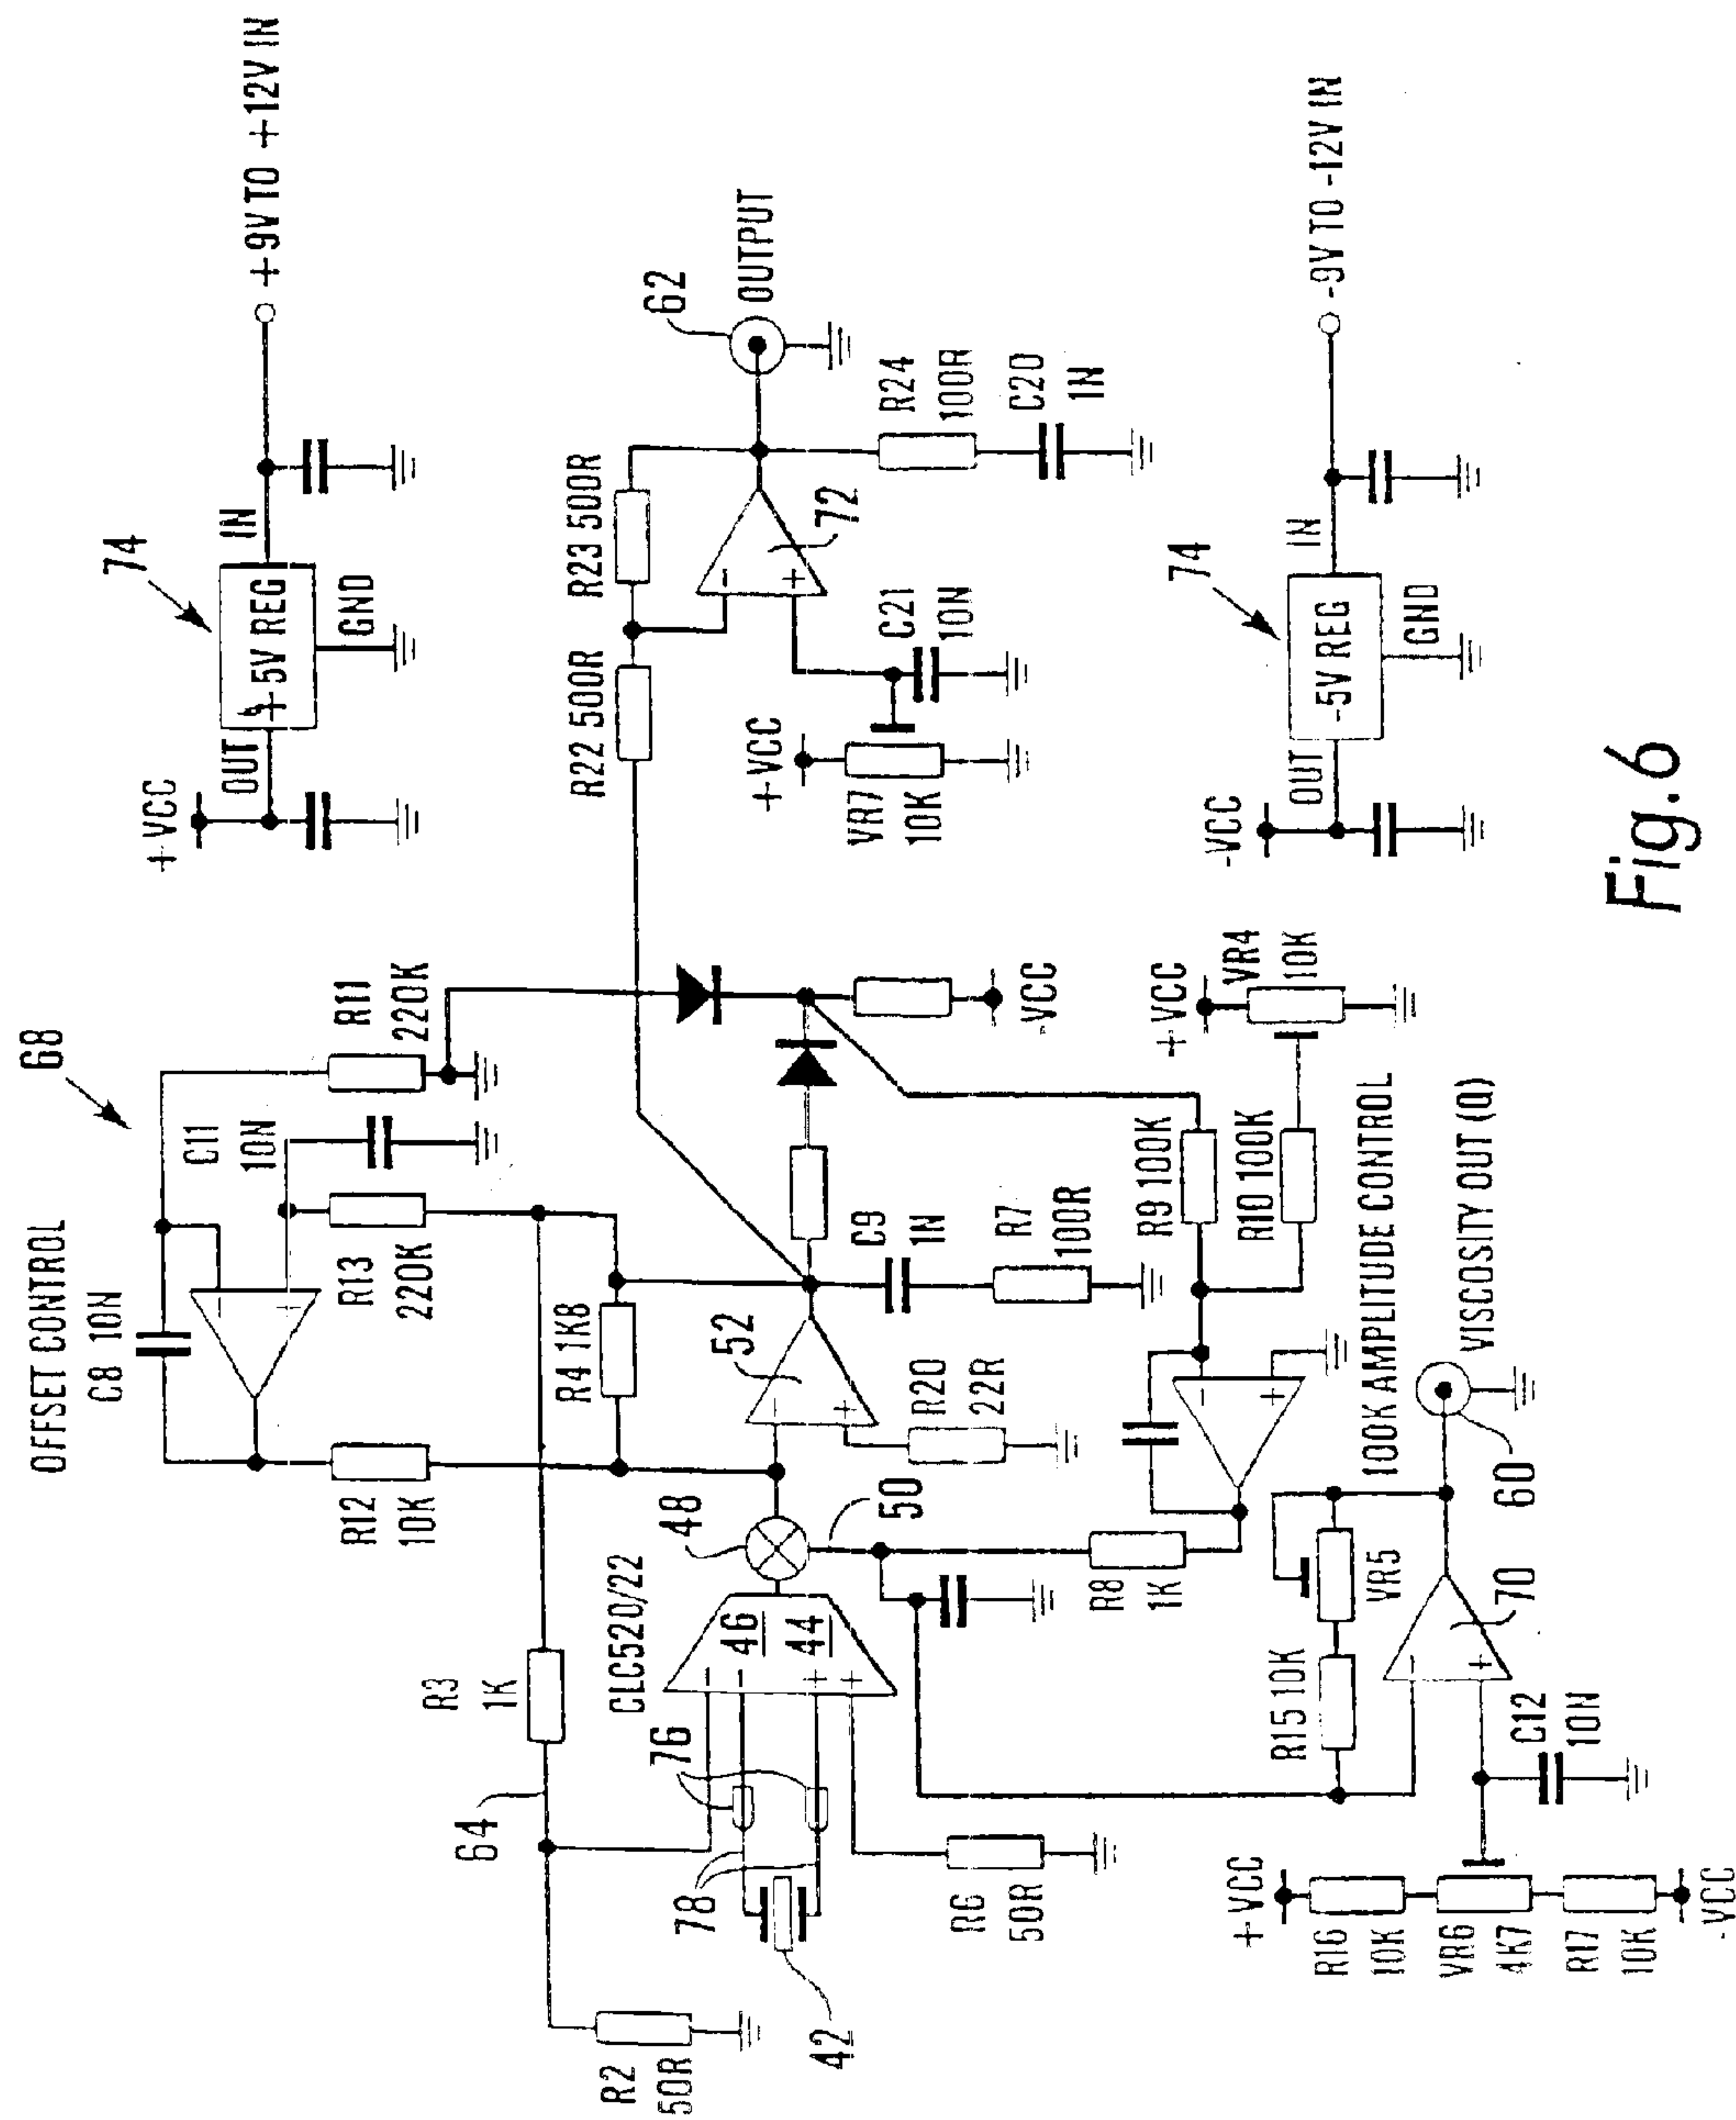 OFFSET CONTROL
C8 10N
68
C11
10N
R11
220K
R13
220K
R12
10K
R3
1K
64
R2
50R
R4 1K8
+VCC
OUT
+5V REG
IN
GND
74
+9V TO +12V IN
R22 500R
R23 500R
62
OUTPUT
-
+
72
+VCC
VR7
10K
C21
10N
R24
100R
C20
1N
CLC520/22
48
46
44
-
-
+
+
76
78
42
R6
50R
50
52
-
+
R20
22R
C9
1N
R7
100R
-VCC
R9 100K
R10 100K
+VCC
VR4
10K
-
+
R8
1K
100K AMPLITUDE CONTROL
VISCOSITY OUT (Q)
60
VR5
R15 10K
-
+
70
C12
10N
+VCC
R16
10K
VR6
4K7
R17
10K
-VCC
-VCC
OUT
-5V REG
IN
GND
74
-9V TO -12V IN
Fig.6